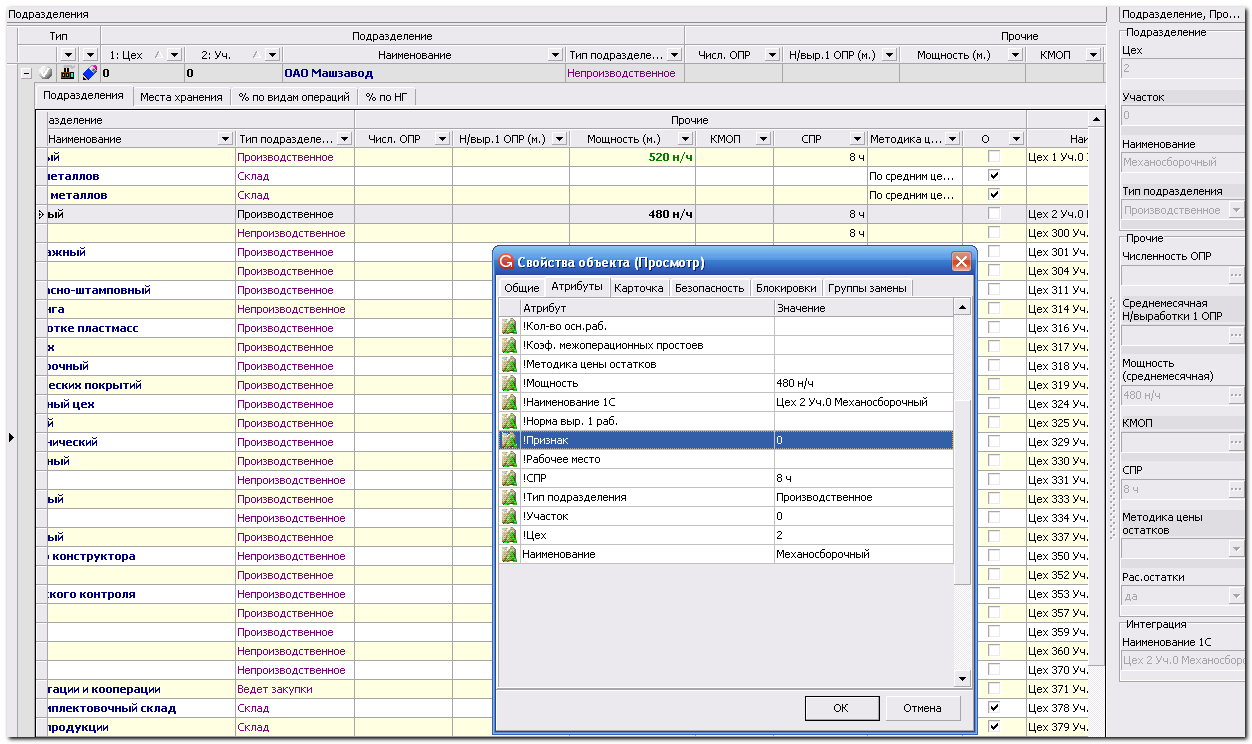 Подразделения
Тип Подразделение Прочие
1: Цех 2: Уч. Наименование Тип подразделе... Числ. ОПР Н/выр.1 ОПР (м.) Мощность (м.) КМОП
0 0 ОАО Машзавод Непроизводственное
Подразделения Места хранения % по видам операций % по НГ
азделение Прочие
Наименование Тип подразделе... Числ. ОПР Н/выр.1 ОПР (м.) Мощность (м.) КМОП СПР Методика ц... О Наи
ый Производственное 520 н/ч 8 ч Цех 1 Уч.0
металлов Склад По средним це...
металлов Склад По средним це...
ый Производственное 480 н/ч 8 ч Цех 2 Уч.0
Непроизводственное 8 ч Цех 300 Уч.
ажный Производственное Цех 301 Уч.
Производственное Цех 304 Уч.
асно-штамповный Производственное Цех 311 Уч.
нга Непроизводственное Цех 314 Уч.
отке пластмасс Производственное Цех 316 Уч.
х Производственное Цех 317 Уч.
рочный Производственное Цех 318 Уч.
еских покрытий Производственное Цех 319 Уч.
ный цех Производственное Цех 324 Уч.
й Производственное Цех 325 Уч.
нический Производственное Цех 329 Уч.
ный Производственное Цех 330 Уч.
Непроизводственное Цех 331 Уч.
ый Производственное Цех 333 Уч.
Непроизводственное Цех 334 Уч.
ый Производственное Цех 337 Уч.
о конструктора Непроизводственное Цех 350 Уч.
Производственное Цех 352 Уч.
ского контроля Непроизводственное Цех 353 Уч.
Производственное Цех 357 Уч.
Производственное Цех 359 Уч.
Непроизводственное Цех 360 Уч.
Непроизводственное Цех 370 Уч.
тации и кооперации Ведет закупки Цех 371 Уч.
мплектовочный склад Склад Цех 378 Уч.
продукции Склад Цех 379 Уч.
Свойства объекта (Просмотр)
Общие Атрибуты Карточка Безопасность Блокировки Группы замены
Атрибут Значение
!Кол-во осн.раб.
!Коэф. межоперационных простоев
!Методика цены остатков
!Мощность 480 н/ч
!Наименование 1С Цех 2 Уч.0 Механосборочный
!Норма выр. 1 раб.
!Признак 0
!Рабочее место
!СПР 8 ч
!Тип подразделения Производственное
!Участок 0
!Цех 2
Наименование Механосборочный
ОК Отмена
Подразделение, Про...
Подразделение
Цех
2
Участок
0
Наименование
Механосборочный
Тип подразделения
Производственное
Прочие
Численность ОПР
Среднемесячная
Н/выработки 1 ОПР
Мощность
(среднемесячная)
480 н/ч
КМОП
СПР
8 ч
Методика цены
остатков
Рас.остатки
да
Интеграция
Наименование 1С
Цех 2 Уч.0 Механосборо